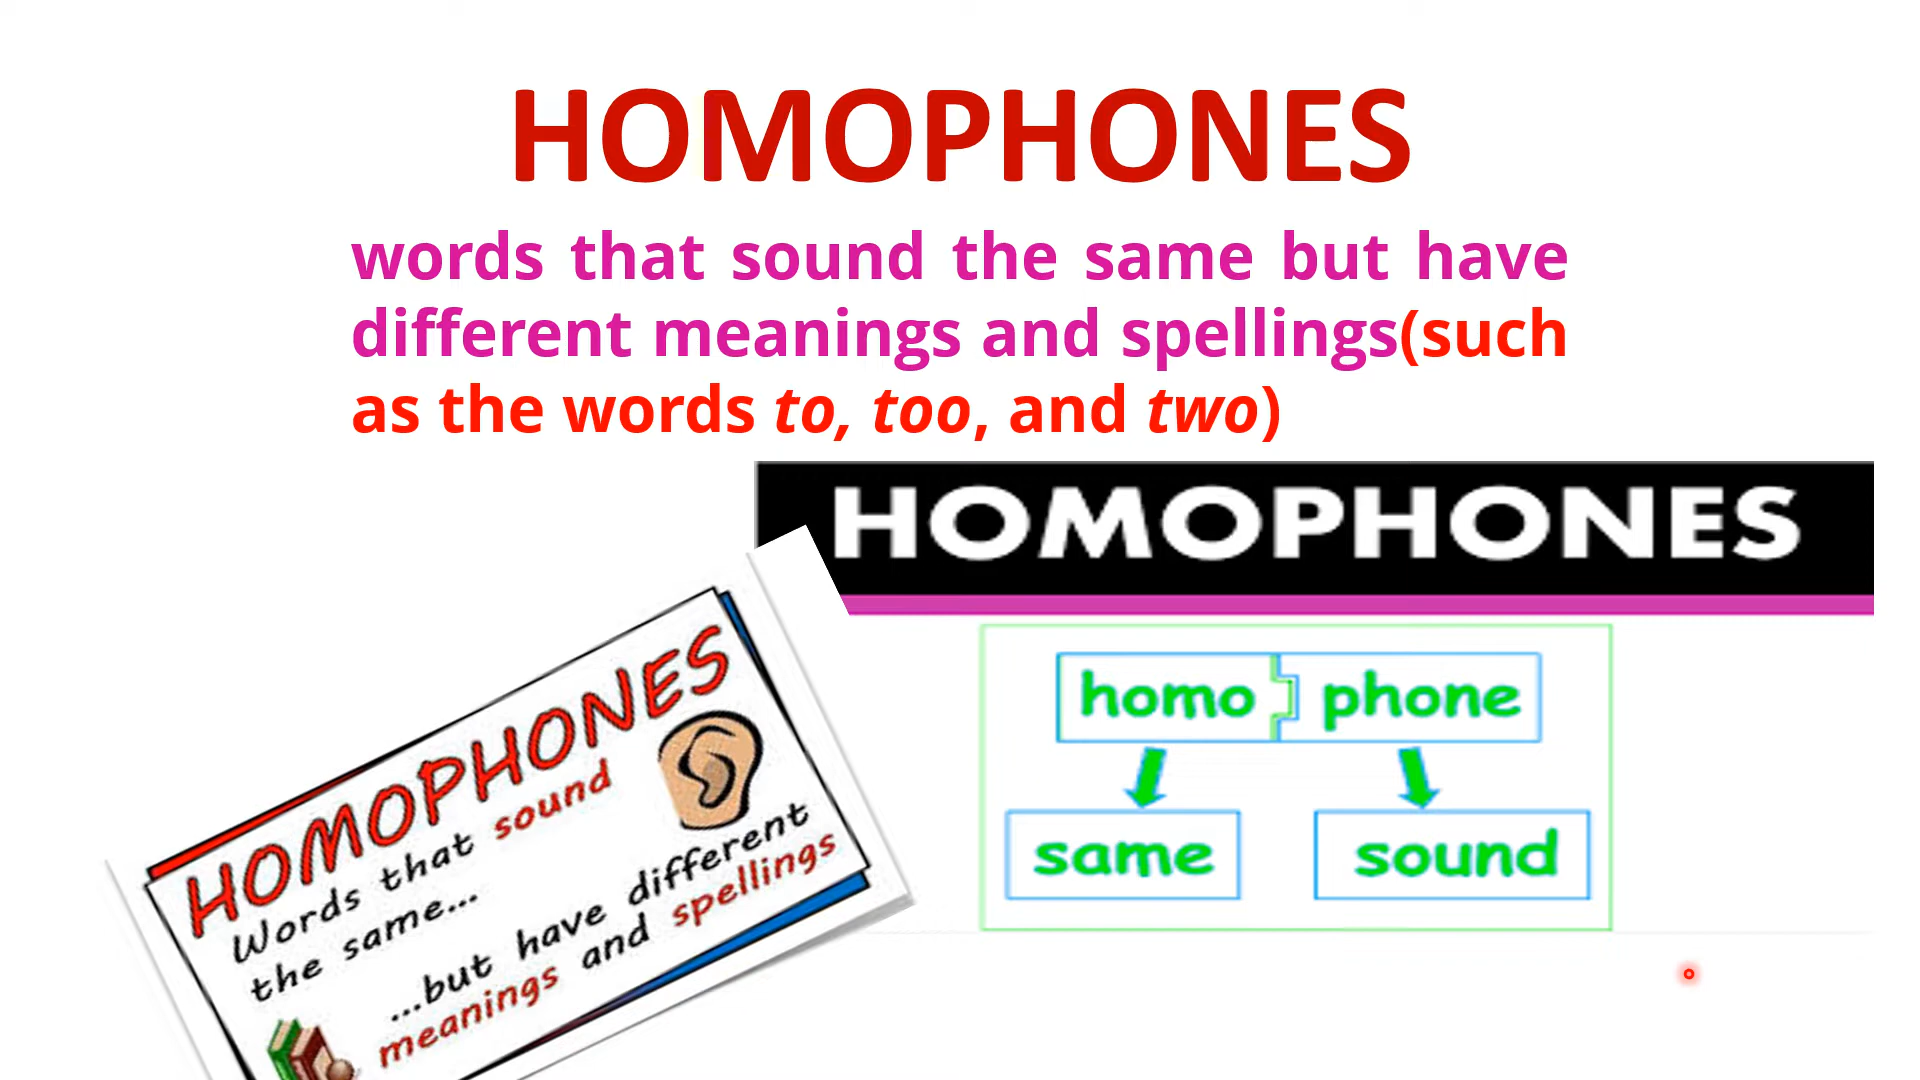 HOMOPHONES
words that sound the same but have
different meanings and spellings(such
as the words to, too, and two)
HOMOPHONES
homo phone
same sound
HOMOPHONES
Words that sound
the same...
...but have different
meanings and spellings